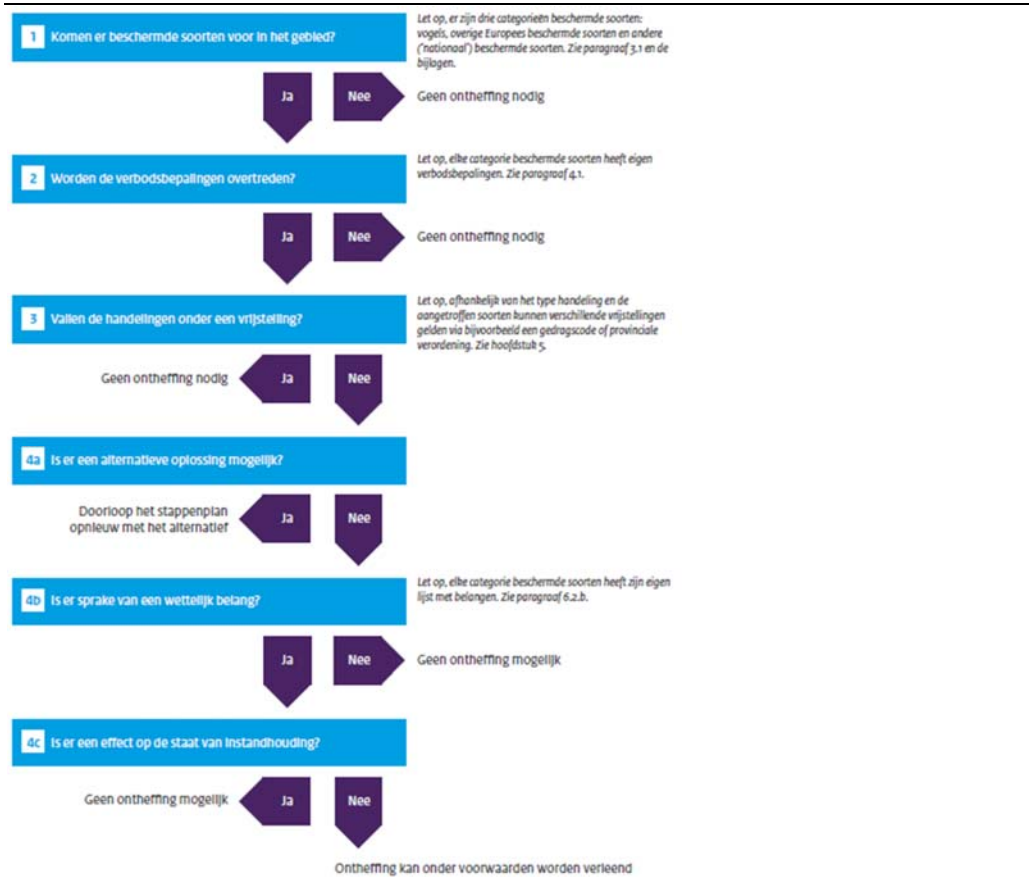 1 Komen er beschermde soorten voor in het gebied?
Let op, er zijn drie categorieën beschermde soorten:
vogels, overige Europees beschermde soorten en andere
('nationaal') beschermde soorten. Zie paragraaf 3.1 en de
bijlagen.
Ja
Nee
Geen ontheffing nodig
2 Worden de verbodsbepalingen overtreden?
Let op, elke categorie beschermde soorten heeft eigen
verbodsbepalingen. Zie paragraaf 4.1.
Ja
Nee
Geen ontheffing nodig
3 Vallen de handelingen onder een vrijstelling?
Let op, afhankelijk van het type handeling en de
aangetroffen soorten kunnen verschillende vrijstellingen
gelden via bijvoorbeeld een gedragscode of provinciale
verordening. Zie hoofdstuk 5.
Geen ontheffing nodig
Ja
Nee
4a Is er een alternatieve oplossing mogelijk?
Doorloop het stappenplan
opnieuw met het alternatief
Ja
Nee
4b Is er sprake van een wettelijk belang?
Let op, elke categorie beschermde soorten heeft zijn eigen
lijst met belangen. Zie paragraaf 6.2.b.
Ja
Nee
Geen ontheffing mogelijk
4c Is er een effect op de staat van instandhouding?
Geen ontheffing mogelijk
Ja
Nee
Ontheffing kan onder voorwaarden worden verleend